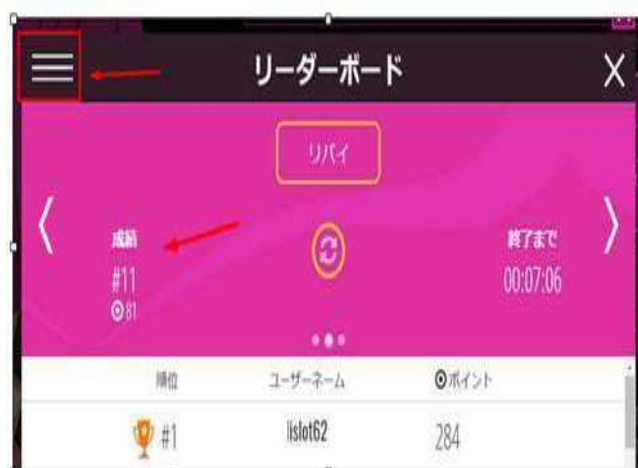 リーダーボード
リバイ
成績
終了まで
#11
00:07:06
81
順位 ユーザーネーム ポイント
#1 lislot62 284